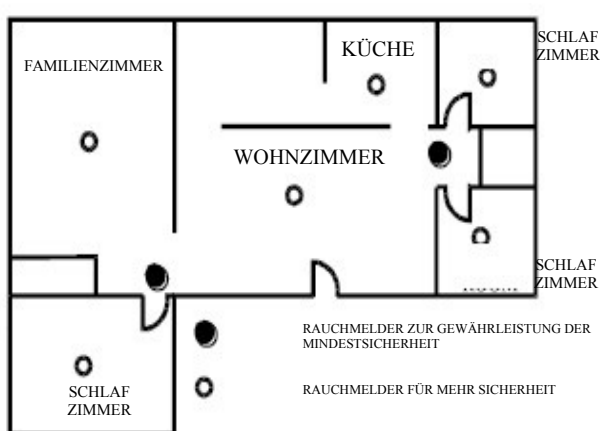 SCHLAF
ZIMMER
KÜCHE
FAMILIENZIMMER
WOHNZIMMER
SCHLAF
ZIMMER
RAUCHMELDER ZUR GEWÄHRLEISTUNG DER
MINDESTSICHERHEIT
SCHLAF
ZIMMER
RAUCHMELDER FÜR MEHR SICHERHEIT